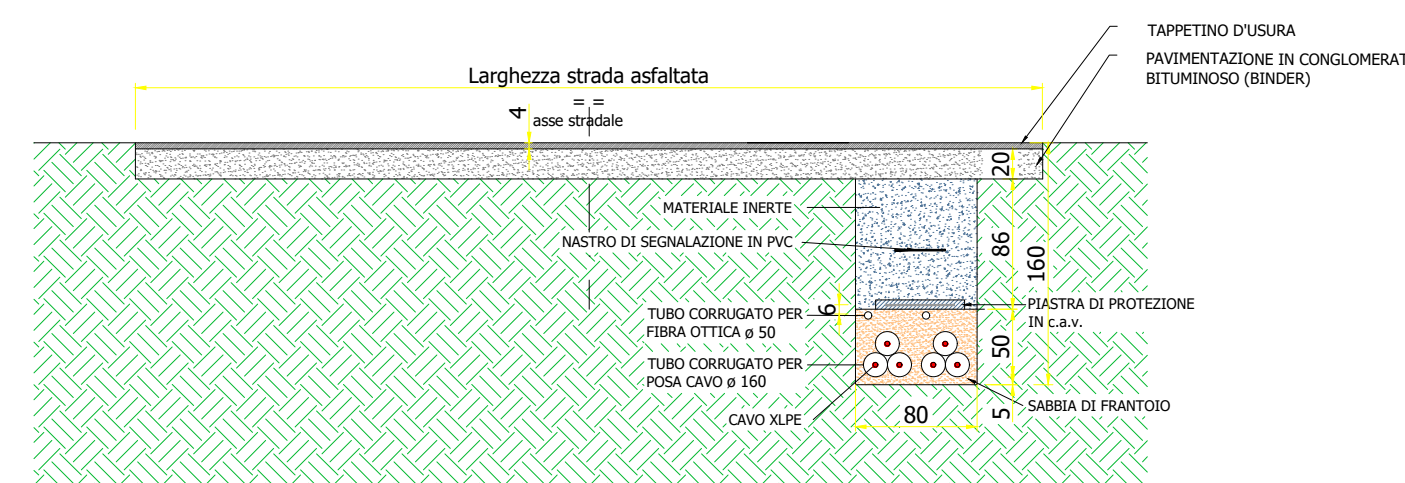 TAPPETINO D'USURA
PAVIMENTAZIONE IN CONGLOMERAT
BITUMINOSO (BINDER)
Larghezza strada asfaltata
= =
asse stradale
4
20
MATERIALE INERTE
NASTRO DI SEGNALAZIONE IN PVC
86
160
6
PIASTRA DI PROTEZIONE
IN c.a.v.
TUBO CORRUGATO PER
FIBRA OTTICA ø 50
50
TUBO CORRUGATO PER
POSA CAVO ø 160
CAVO XLPE
80
5
SABBIA DI FRANTOIO